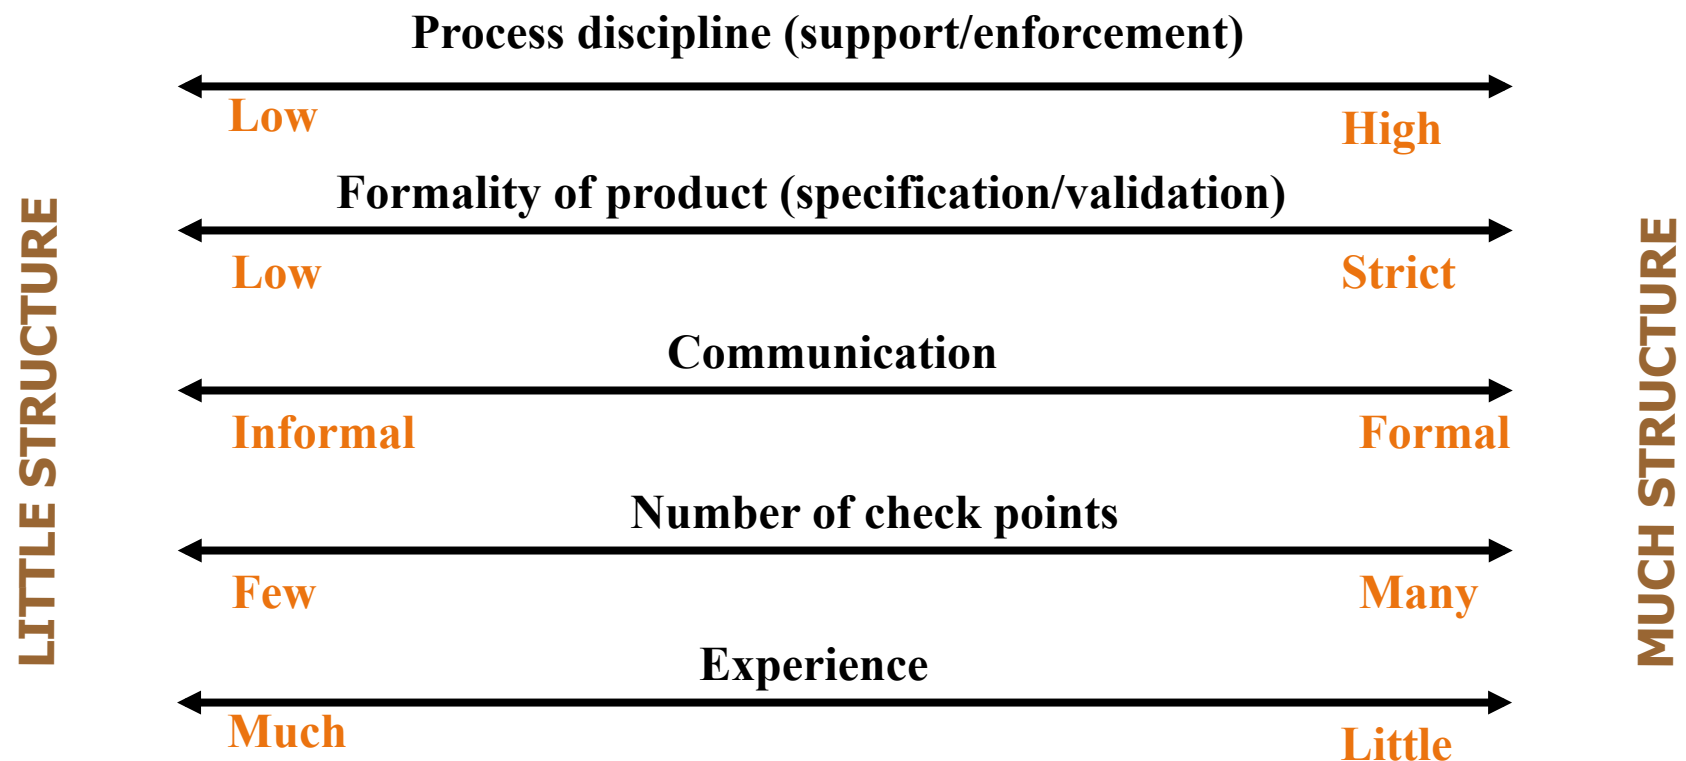 Process discipline (support/enforcement)
Low
High
Formality of product (specification/validation)
Low
Strict
Communication
Informal
Formal
Number of check points
Few
Many
Experience
Much
Little
LITTLE STRUCTURE
MUCH STRUCTURE